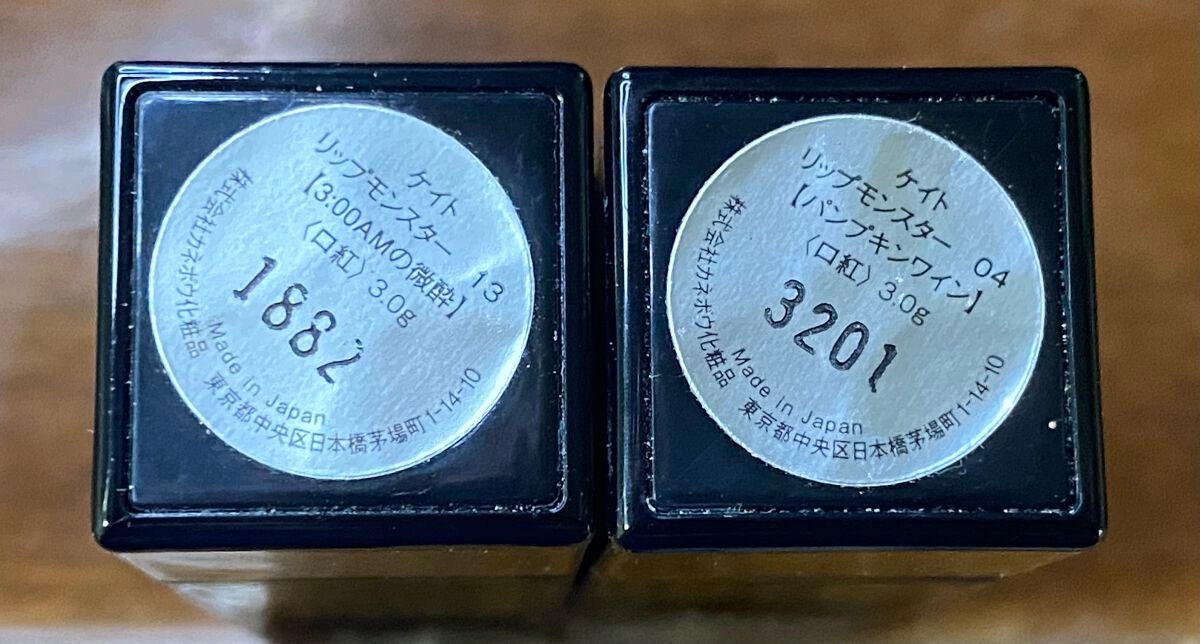 ケイト
リップモンスター 13
【3:00AMの微酔】
〈口紅〉3.0g
1882
Made in Japan
株式会社カネボウ化粧品
東京都中央区日本橋茅場町1-14-10
ケイト
リップモンスター 04
【パンプキンワイン】
〈口紅〉3.0g
3201
Made in Japan
株式会社カネボウ化粧品
東京都中央区日本橋茅場町1-14-10